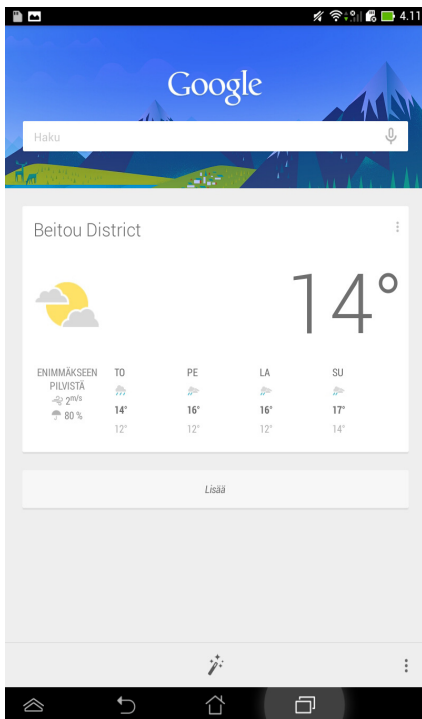 4.11
Google
Haku
Beitou District
14°
ENIMMÄKSEEN PILVISTÄ
2m/s
80 %
TO PE LA SU
14° 16° 16° 17°
12° 12° 12° 14°
Lisää